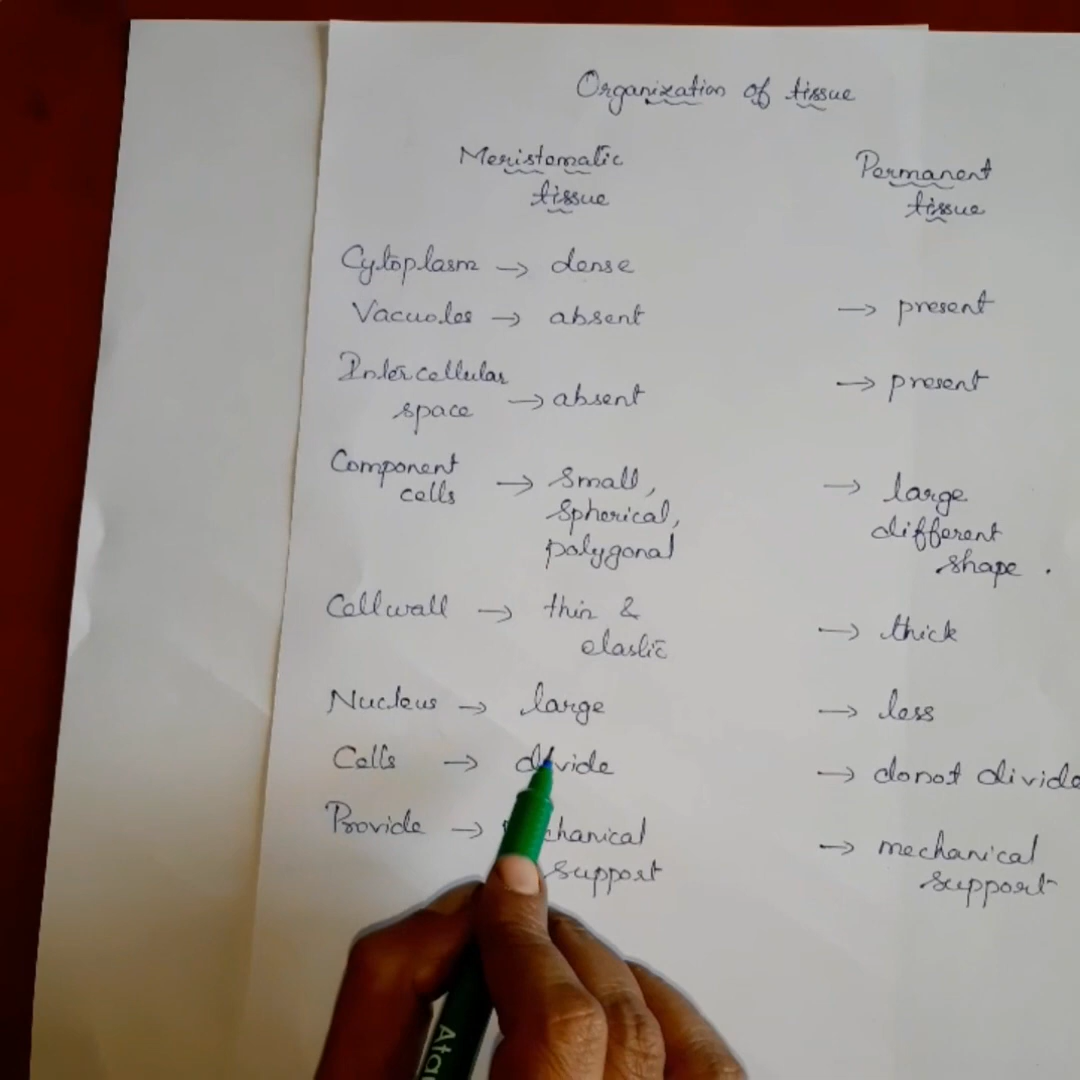 Organization of tissue
Meristematic
tissue
Permanent
tissue
Cytoplasm → dense
Vacuoles → absent → present
Intercellular
space → absent → present
Component
cells → small,
spherical,
polygonal
→ large
different
shape.
Cellwall → thin &
elastic
→ thick
Nucleus → large → less
Cells → divide → donot divide
Provide → support
→ mechanical
support